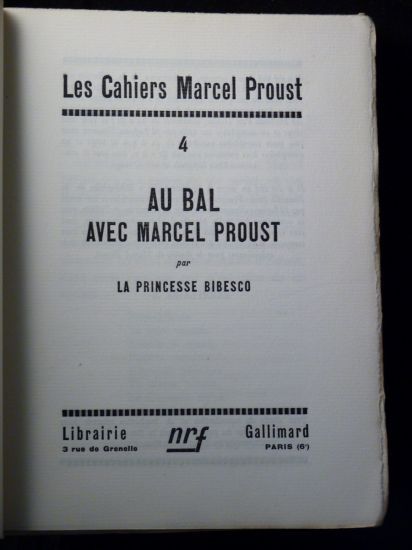 Les Cahiers Marcel Proust
4
AU BAL
AVEC MARCEL PROUST
par
LA PRINCESSE BIBESCO
Librairie nrf Gallimard
3 rue de Grenelle PARIS (6ᵉ)